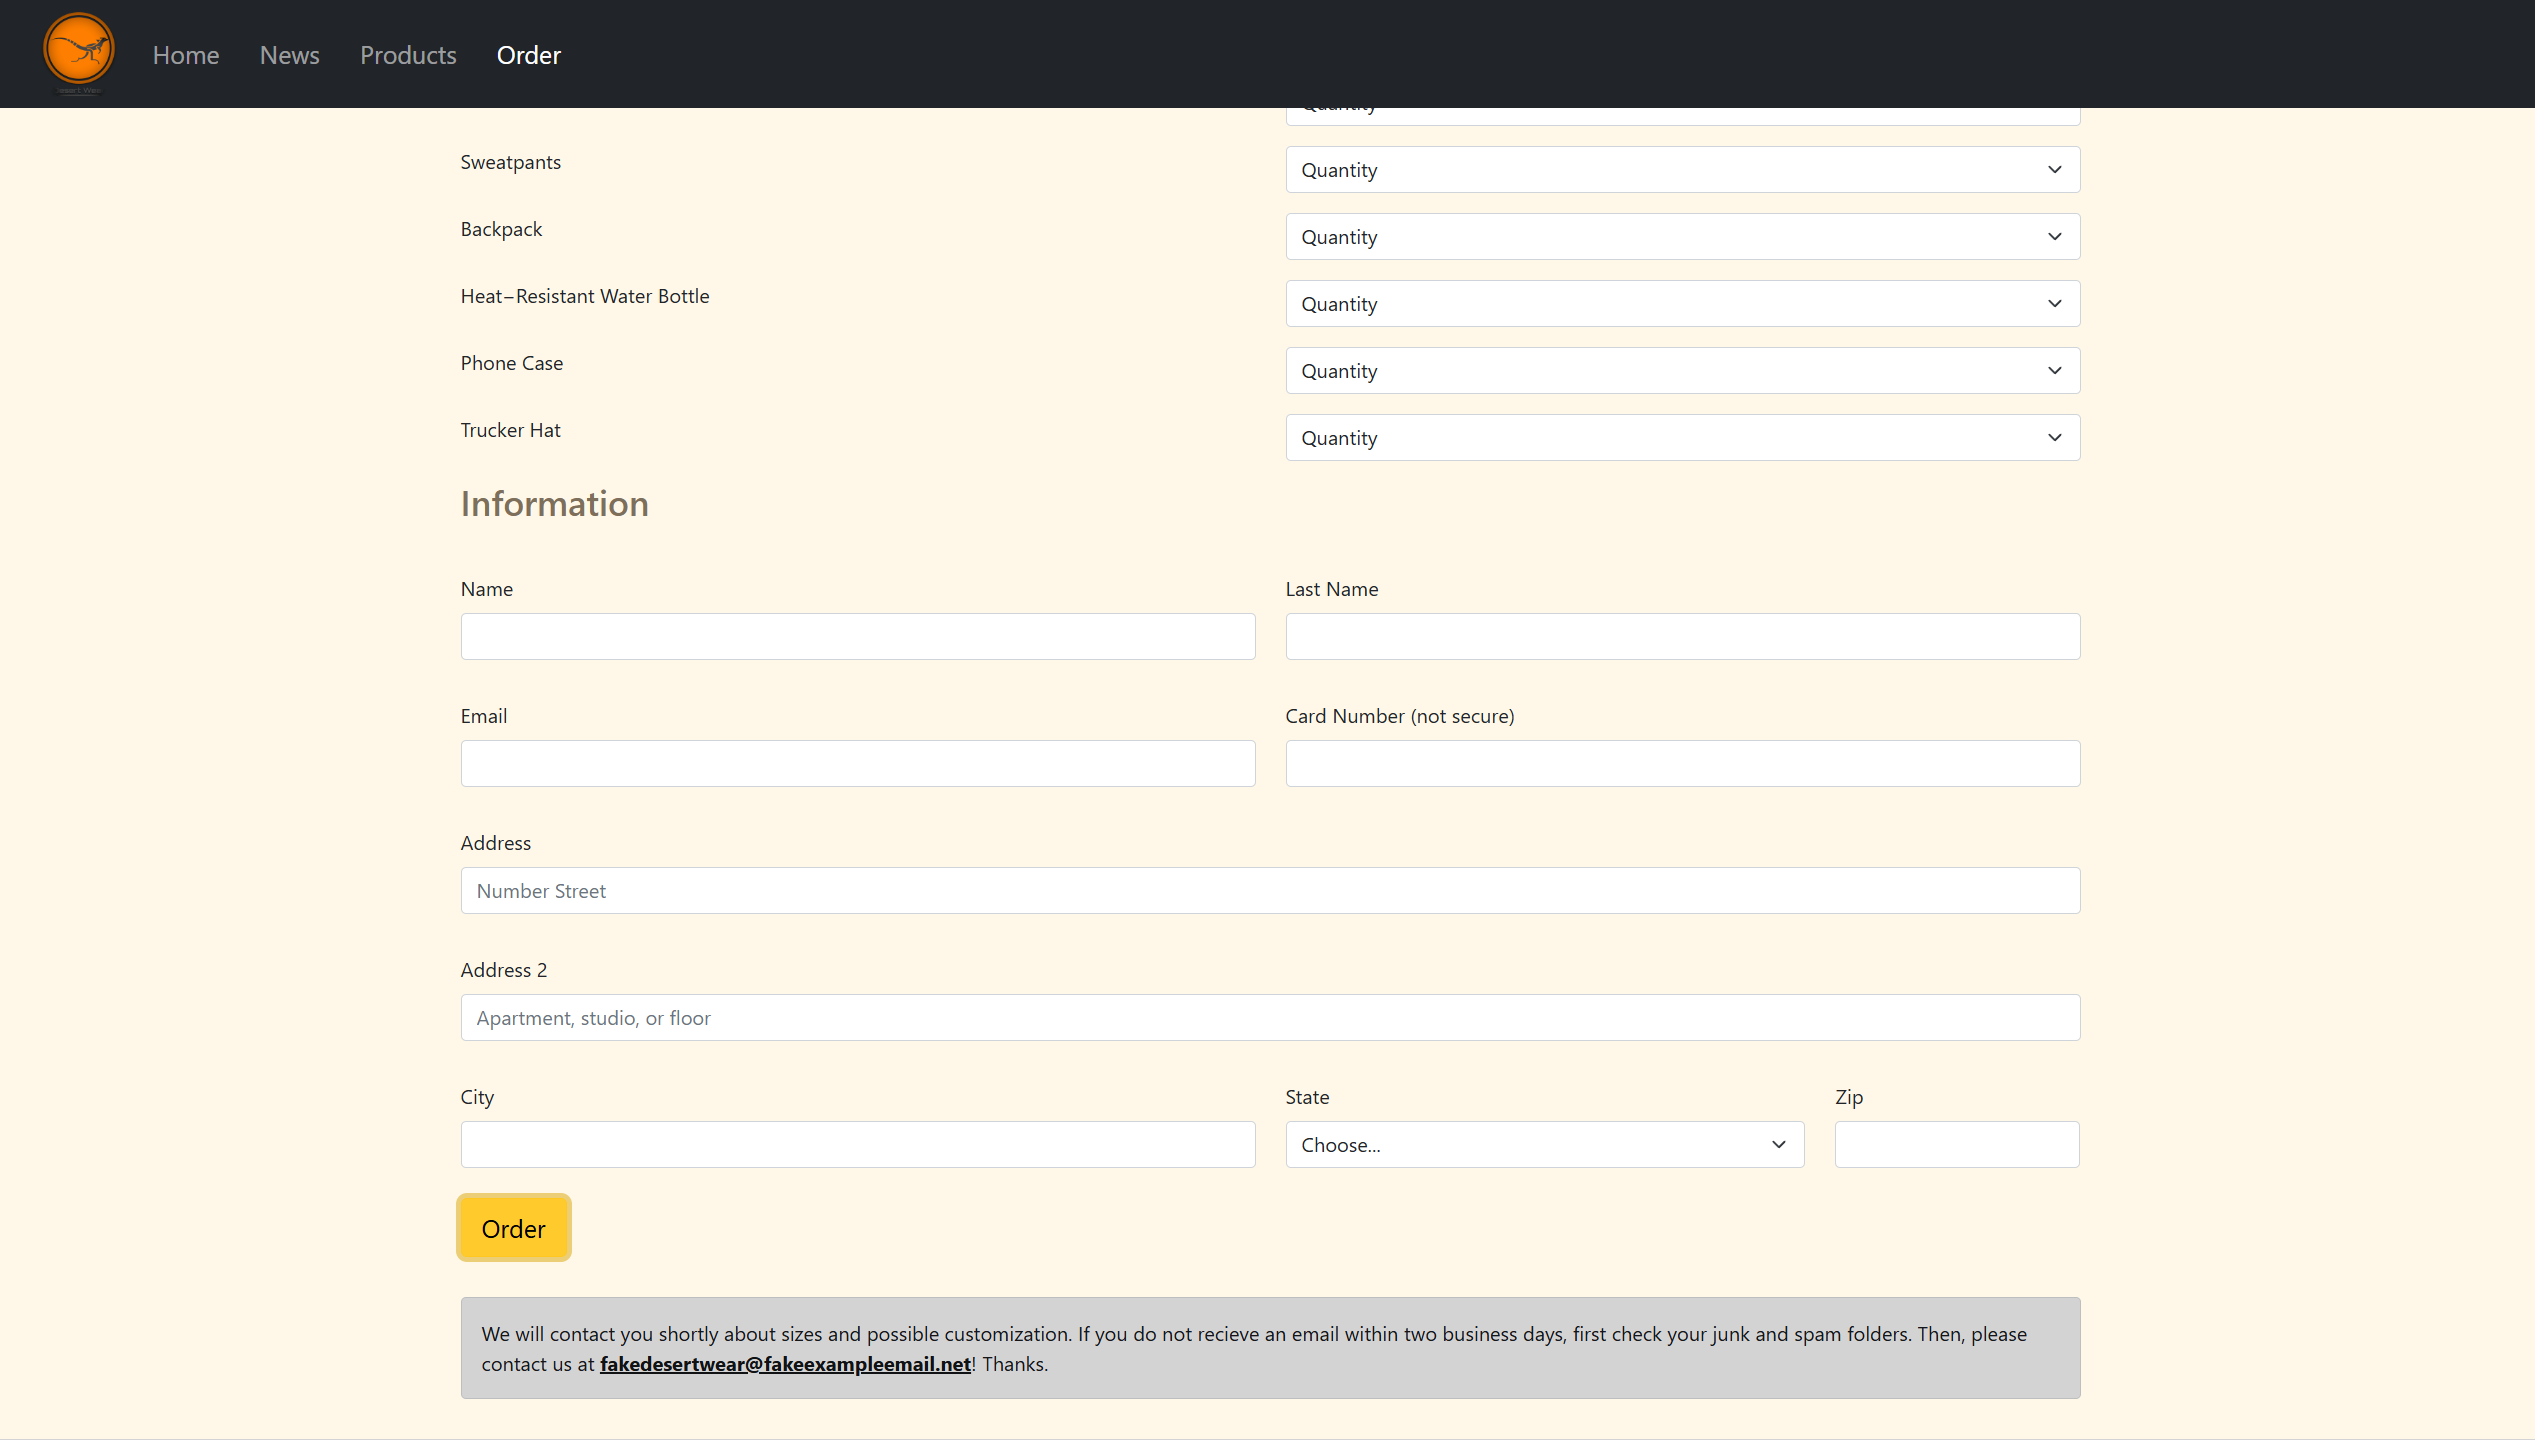 Home News Products Order
Sweatpants Quantity
Backpack Quantity
Heat-Resistant Water Bottle Quantity
Phone Case Quantity
Trucker Hat Quantity
Information
Name Last Name
Email Card Number (not secure)
Address
Number Street
Address 2
Apartment, studio, or floor
City State Zip
Choose...
Order
We will contact you shortly about sizes and possible customization. If you do not recieve an email within two business days, first check your junk and spam folders. Then, please
contact us at fakedesertwear@fakeexampleemail.net! Thanks.